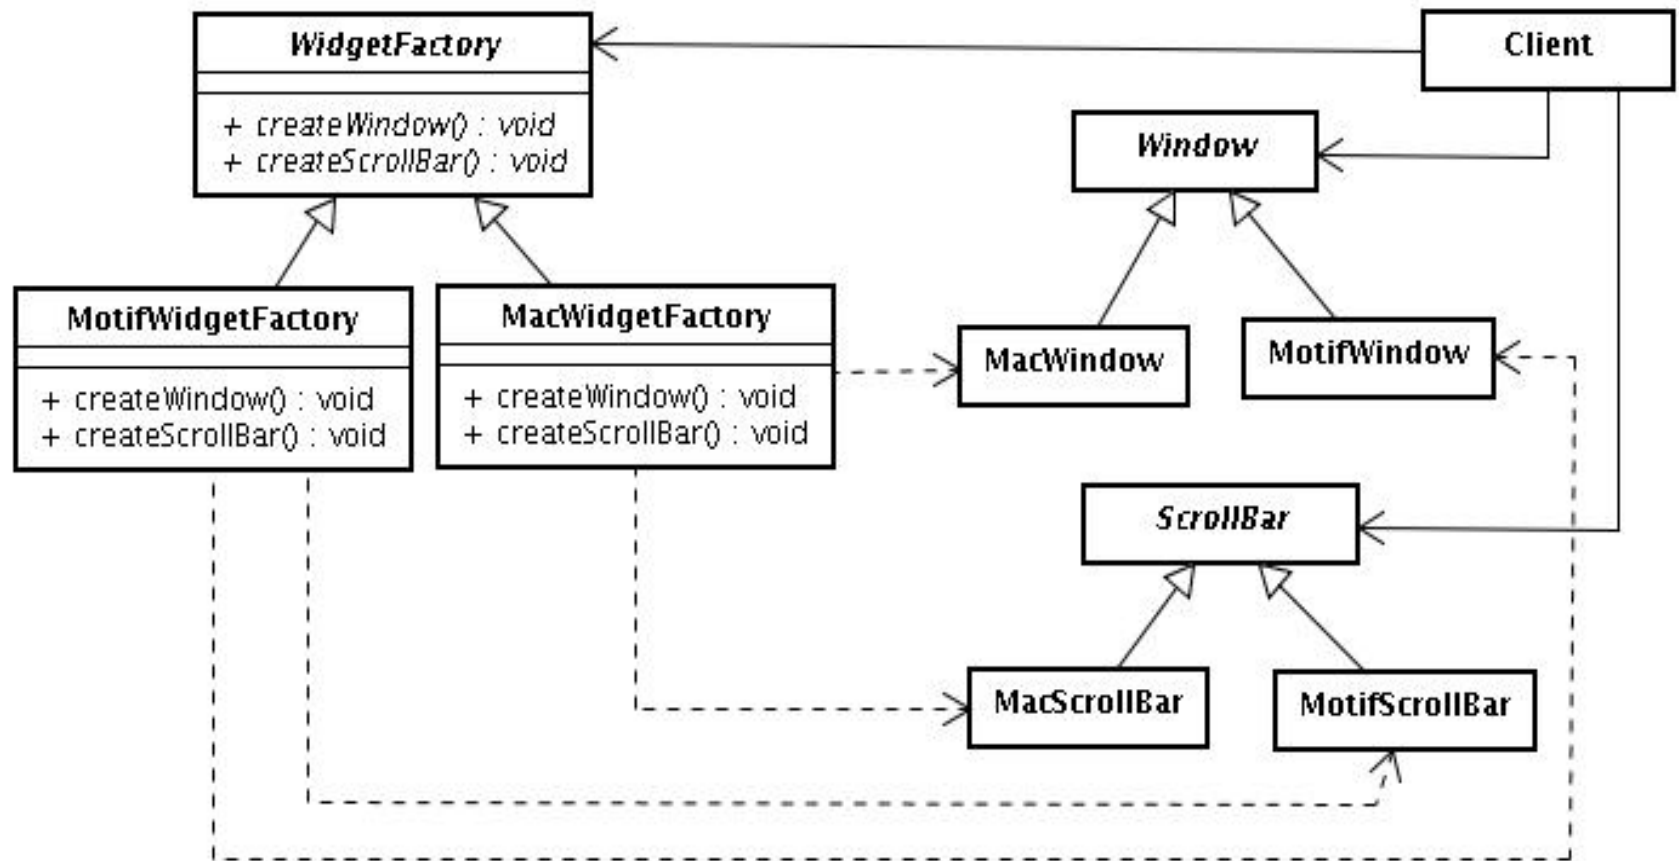 WidgetFactory
+ createWindow() : void
+ createScrollBar() : void
Client
Window
MotifWidgetFactory
+ createWindow() : void
+ createScrollBar() : void
MacWidgetFactory
+ createWindow() : void
+ createScrollBar() : void
MacWindow
MotifWindow
ScrollBar
MacScrollBar
MotifScrollBar